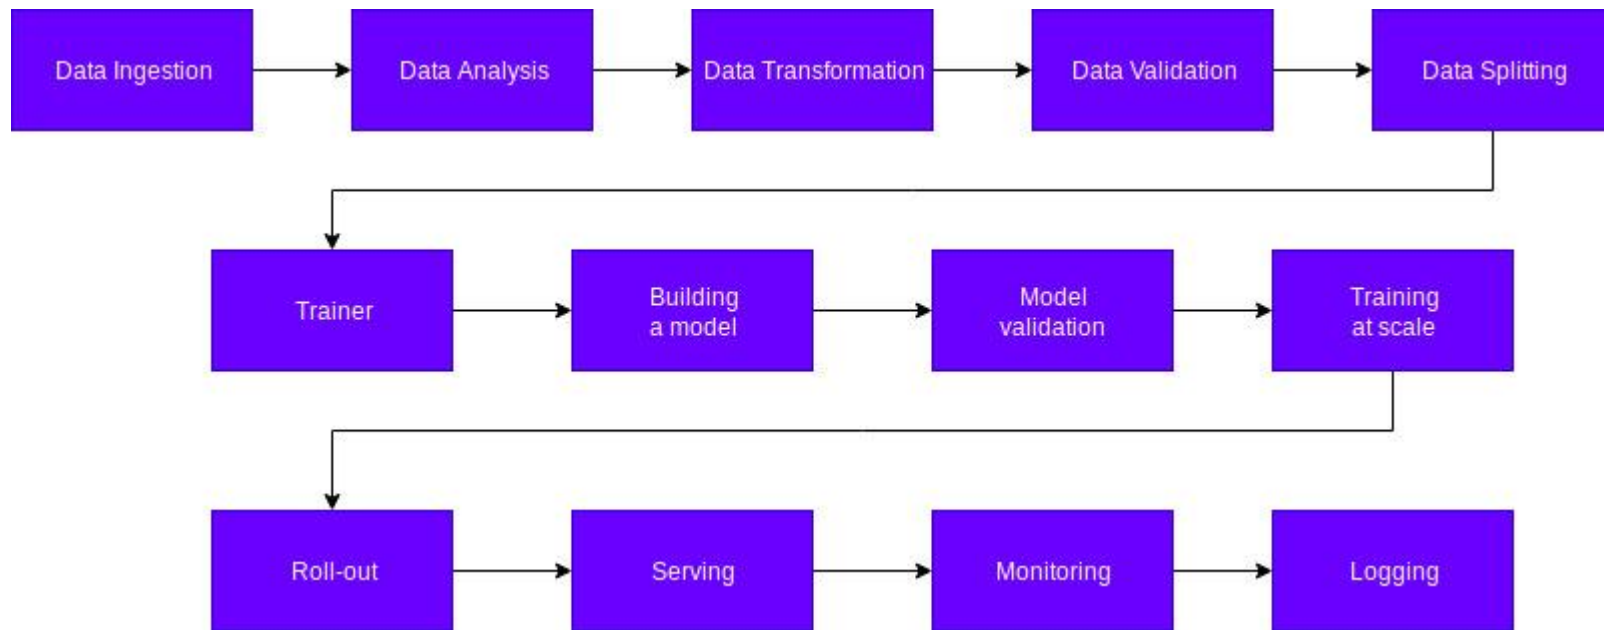 Data Ingestion
Data Analysis
Data Transformation
Data Validation
Data Splitting
Trainer
Building
a model
Model
validation
Training
at scale
Roll-out
Serving
Monitoring
Logging